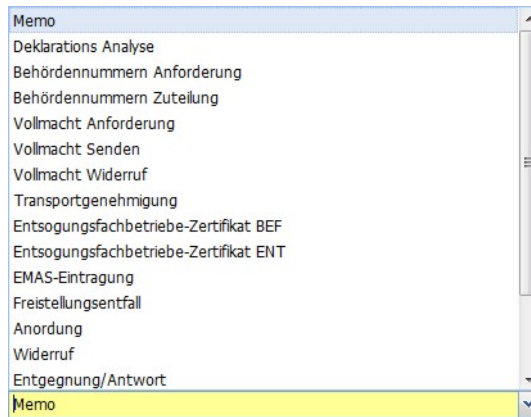 Memo
Deklarations Analyse
Behördennummern Anforderung
Behördennummern Zuteilung
Vollmacht Anforderung
Vollmacht Senden
Vollmacht Widerruf
Transportgenehmigung
Entsogungsfachbetriebe-Zertifikat BEF
Entsogungsfachbetriebe-Zertifikat ENT
EMAS-Eintragung
Freistellungsentfall
Anordung
Widerruf
Entgegnung/Antwort
Memo